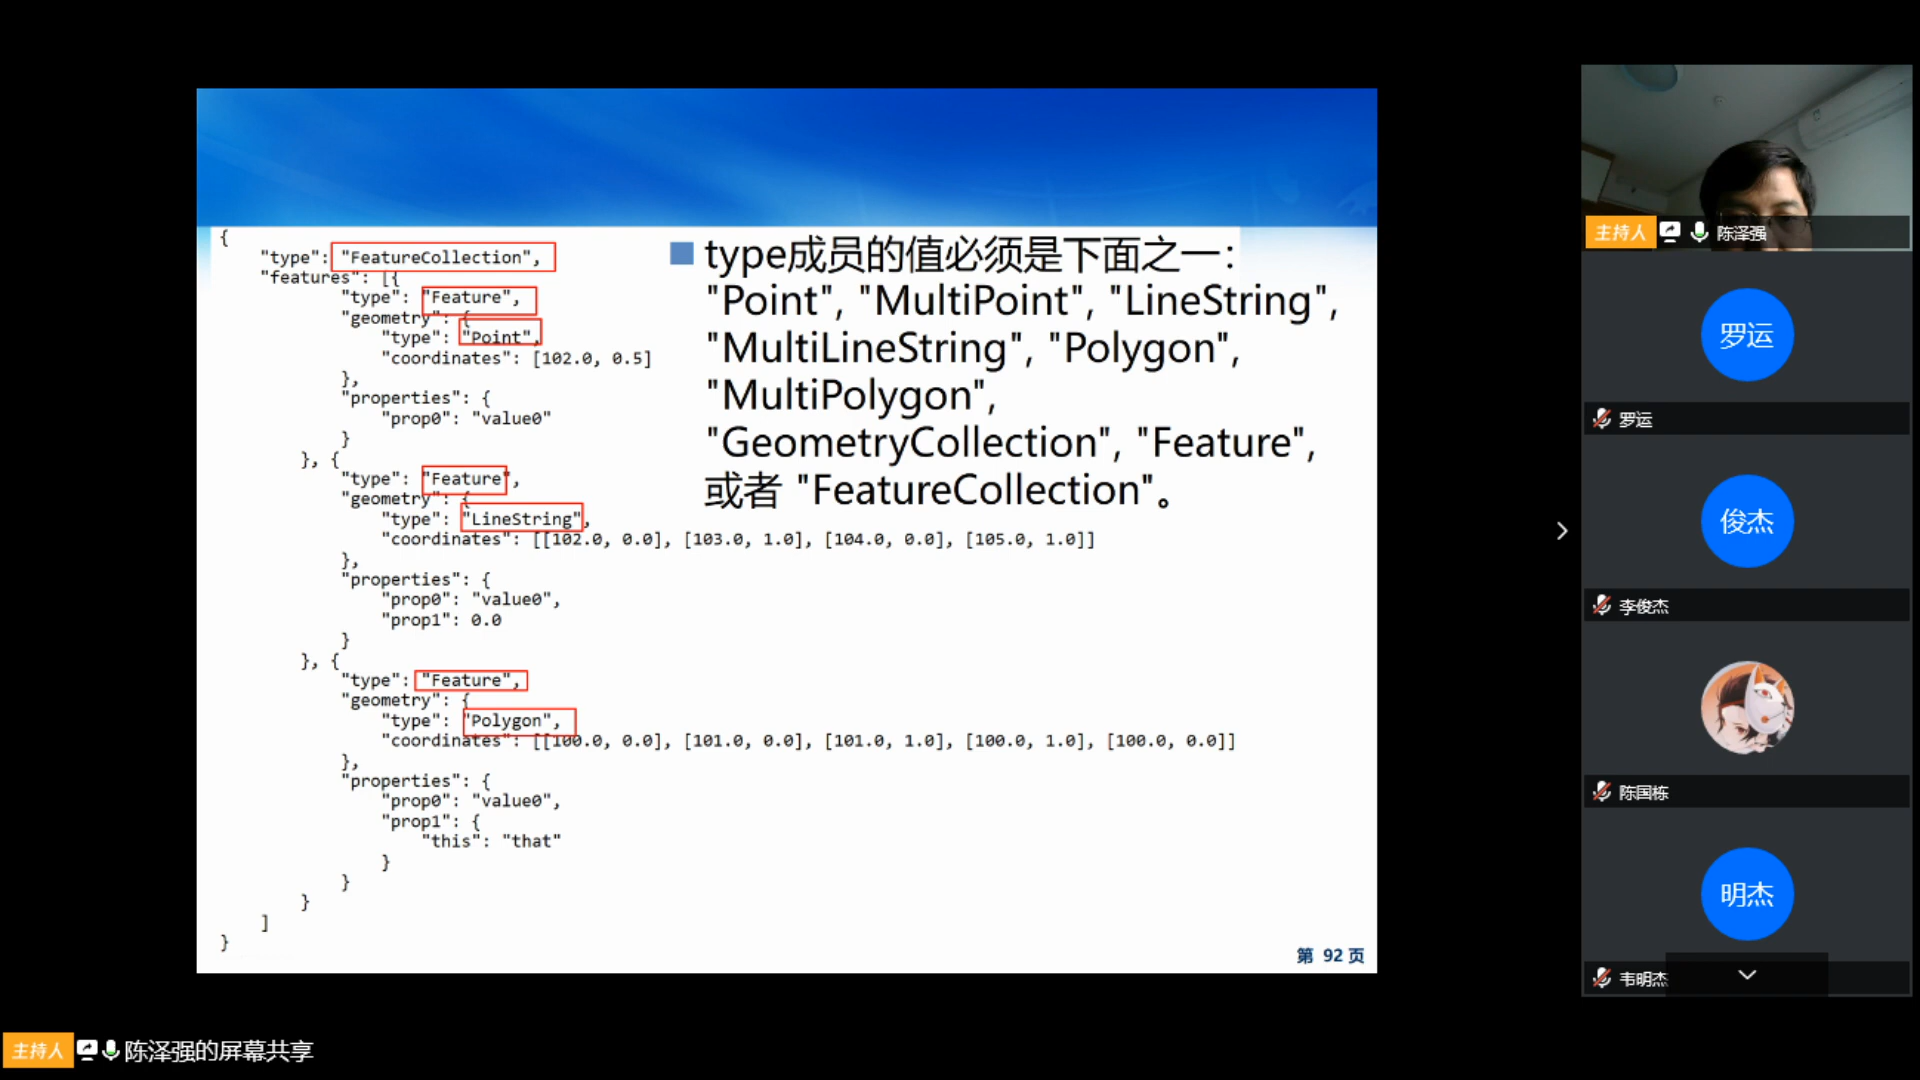 {
"type": "FeatureCollection",
"features": [{
"type": "Feature",
"geometry": {
"type": "Point",
"coordinates": [102.0, 0.5]
},
"properties": {
"prop0": "value0"
}
}, {
"type": "Feature",
"geometry": {
"type": "LineString",
"coordinates": [[102.0, 0.0], [103.0, 1.0], [104.0, 0.0], [105.0, 1.0]]
},
"properties": {
"prop0": "value0",
"prop1": 0.0
}
}, {
"type": "Feature",
"geometry": {
"type": "Polygon",
"coordinates": [[100.0, 0.0], [101.0, 0.0], [101.0, 1.0], [100.0, 1.0], [100.0, 0.0]]
},
"properties": {
"prop0": "value0",
"prop1": {
"this": "that"
}
}
}
]
}
type成员的值必须是下面之一：
"Point", "MultiPoint", "LineString",
"MultiLineString", "Polygon",
"MultiPolygon",
"GeometryCollection", "Feature",
或者 "FeatureCollection"。
第 92 页
主持人 陈泽强
罗运
罗运
俊杰
李俊杰
陈国栋
明杰
韦明杰
主持人 陈泽强的屏幕共享